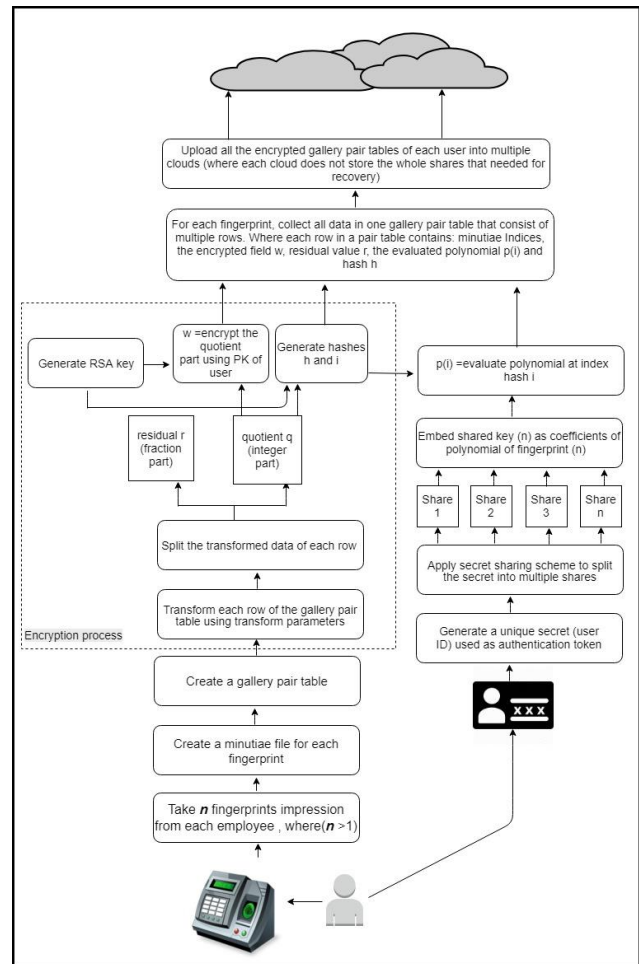 Upload all the encrypted gallery pair tables of each user into multiple
clouds (where each cloud does not store the whole shares that needed for
recovery)
For each fingerprint, collect all data in one gallery pair table that consist of
multiple rows. Where each row in a pair table contains: minutiae Indices,
the encrypted field w, residual value r, the evaluated polynomial p(i) and
hash h
Generate RSA key
w =encrypt the
quotient
part using PK of
user
Generate hashes
h and i
p(i) =evaluate polynomial at index
hash i
residual r
(fraction
part)
quotient q
(integer
part)
Embed shared key (n) as coefficients of
polynomial of fingerprint (n)
Share
1
Share
2
Share
3
Share
n
Split the transformed data of each row
Apply secret sharing scheme to split
the secret into multiple shares
Transform each row of the gallery pair
table using transform parameters
Encryption process
Generate a unique secret (user
ID) used as authentication token
Create a gallery pair table
x x x
Create a minutiae file for each
fingerprint
Take n fingerprints impression
from each employee , where(n >1)